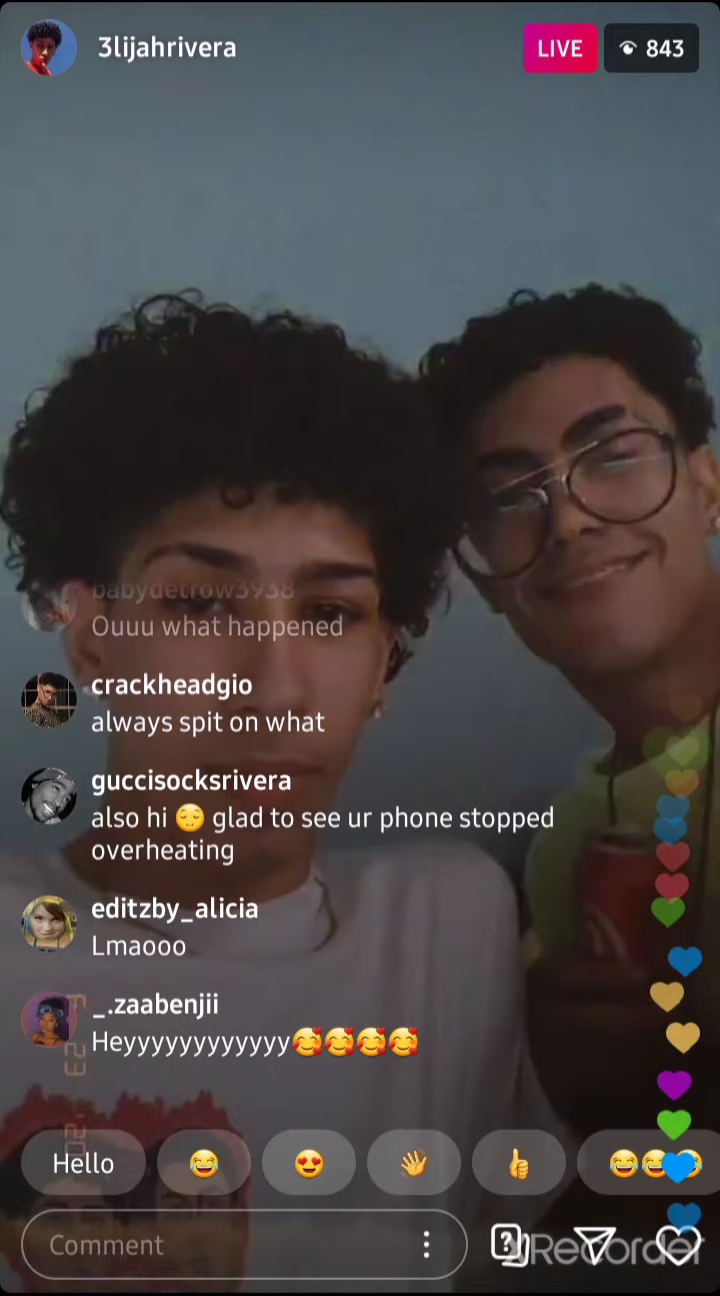 3lijahrivera
LIVE
843
babydetrow3938
Ouuu what happened
crackheadgio
always spit on what
guccisocksrivera
also hi 😌 glad to see ur phone stopped
overheating
editzby_alicia
Lmaooo
_.zaabenjii
Heyyyyyyyyyyyy🥰🥰🥰🥰
Hello
Comment
Recorder